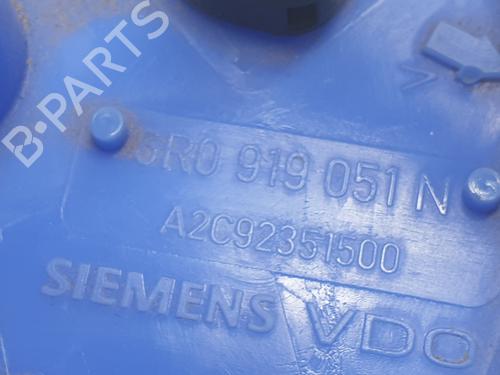 B-PARTS
6R0 919 051 N
A2C92351500
SIEMENS VDO